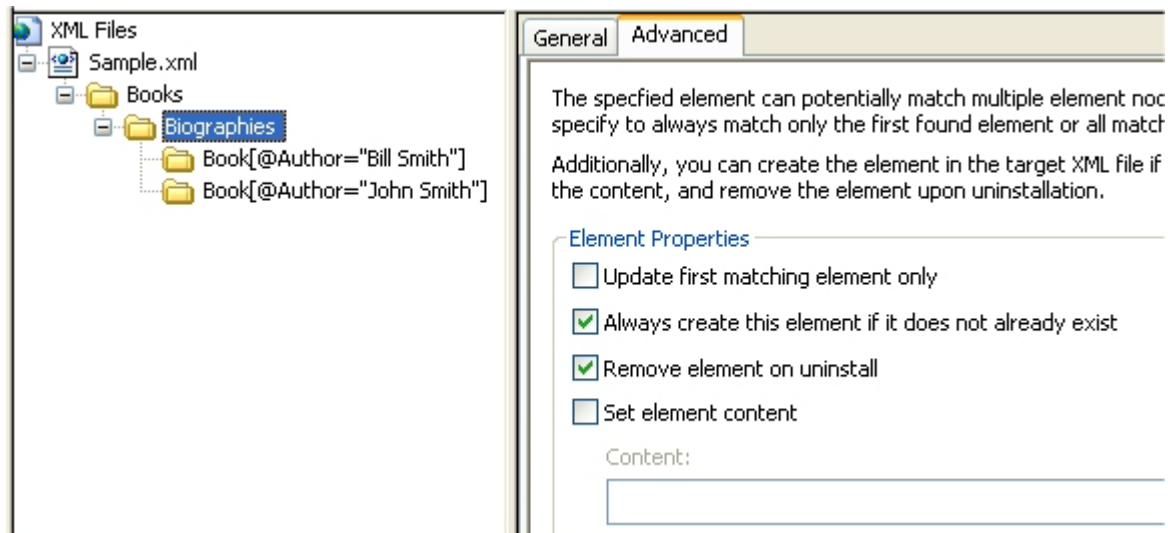 XML Files
Sample.xml
Books
Biographies
Book[@Author="Bill Smith"]
Book[@Author="John Smith"]
General
Advanced
The specfied element can potentially match multiple element
specify to always match only the first found element or all
Additionally, you can create the element in the target XML file if
the content, and remove the element upon uninstallation.
Element Properties
Update first matching element only
Always create this element if it does not already exist
Remove element on uninstall
Set element content
Content: